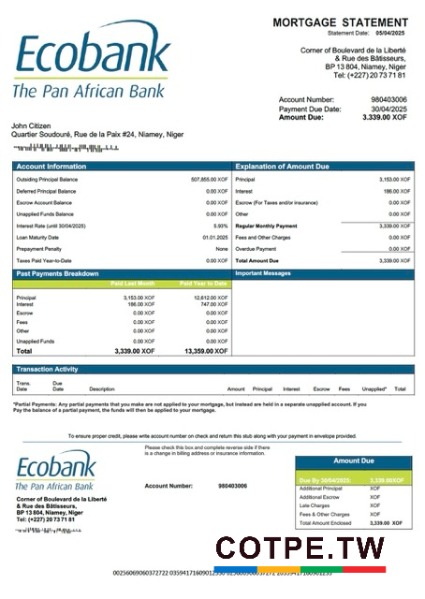 Ecobank
The Pan African Bank
MORTGAGE STATEMENT
Statement Date: 05/04/2025
Corner of Boulevard de la Liberté
& Rue des Bâtisseurs,
BP 13 804, Niamey, Niger
Tel: (+227) 20 73 71 81
Account Number: 980403006
Payment Due Date: 30/04/2025
Amount Due: 3.339.00 XOF
John Citizen
Quartier Soudouré, Rue de la Paix #24, Niamey, Niger
Account Information
Outsiding Principal Balance 507,855.00 XOF
Deferred Principal Balance 0.00 XOF
Escrow Account Balance 0.00 XOF
Unapplied Funds Balance 0.00 XOF
Interest Rate (until 30/04/2025) 5.93%
Loan Maturity Date 01.01.2025
Prepayment Penalty None
Taxes Paid Year-to-Date 0.00 XOF
Explanation of Amount Due
Principal 3,153.00 XOF
Interest 186.00 XOF
Escrow (For Taxes and/or insurance) 0.00 XOF
Regular Monthly Payment 3,339.00 XOF
Fees and Other Charges 0.00 XOF
Overdue Payment 0.00 XOF
Total Amount Due 3,339.00 XOF
Past Payments Breakdown
Paid Last Month Paid Year to Date
Principal 3,153.00 XOF 12,612.00 XOF
Interest 186.00 XOF 747.00 XOF
Escrow 0.00 XOF 0.00 XOF
Fees 0.00 XOF 0.00 XOF
Other 0.00 XOF 0.00 XOF
Unapplied Funds 0.00 XOF 0.00 XOF
Total 3,339.00 XOF 13,359.00 XOF
Important Messages
Transaction Activity
Trans. Date Due Date Description Amount Principal Interest Escrow Fees Unapplied* Total
*Partial Payments: Any partial payments that you make are not applied to your mortgage, but instead are held in a separate unapplied account. If you
Pay the balance of a partial payment, the funds will then be applied to your mortgage.
To ensure proper credit, please write account number on check and return this stub along with your payment in envelope provided.
Ecobank
The Pan African Bank
Please check this box and complete reverse side if there
is a change in billing address or insurance information.
Account Number: 980403006
Corner of Boulevard de la Liberté
& Rue des Bâtisseurs,
BP 13 804, Niamey, Niger
Tel: (+227) 20 73 71 81
Amount Due
Due By 30/04/2025 3,339.00XOF
Additional Principal XOF
Additional Escrow XOF
Late Charges XOF
Fees & Other Charges XOF
Total Amount Enclosed 3,339.00 XOF
COTPE.TW